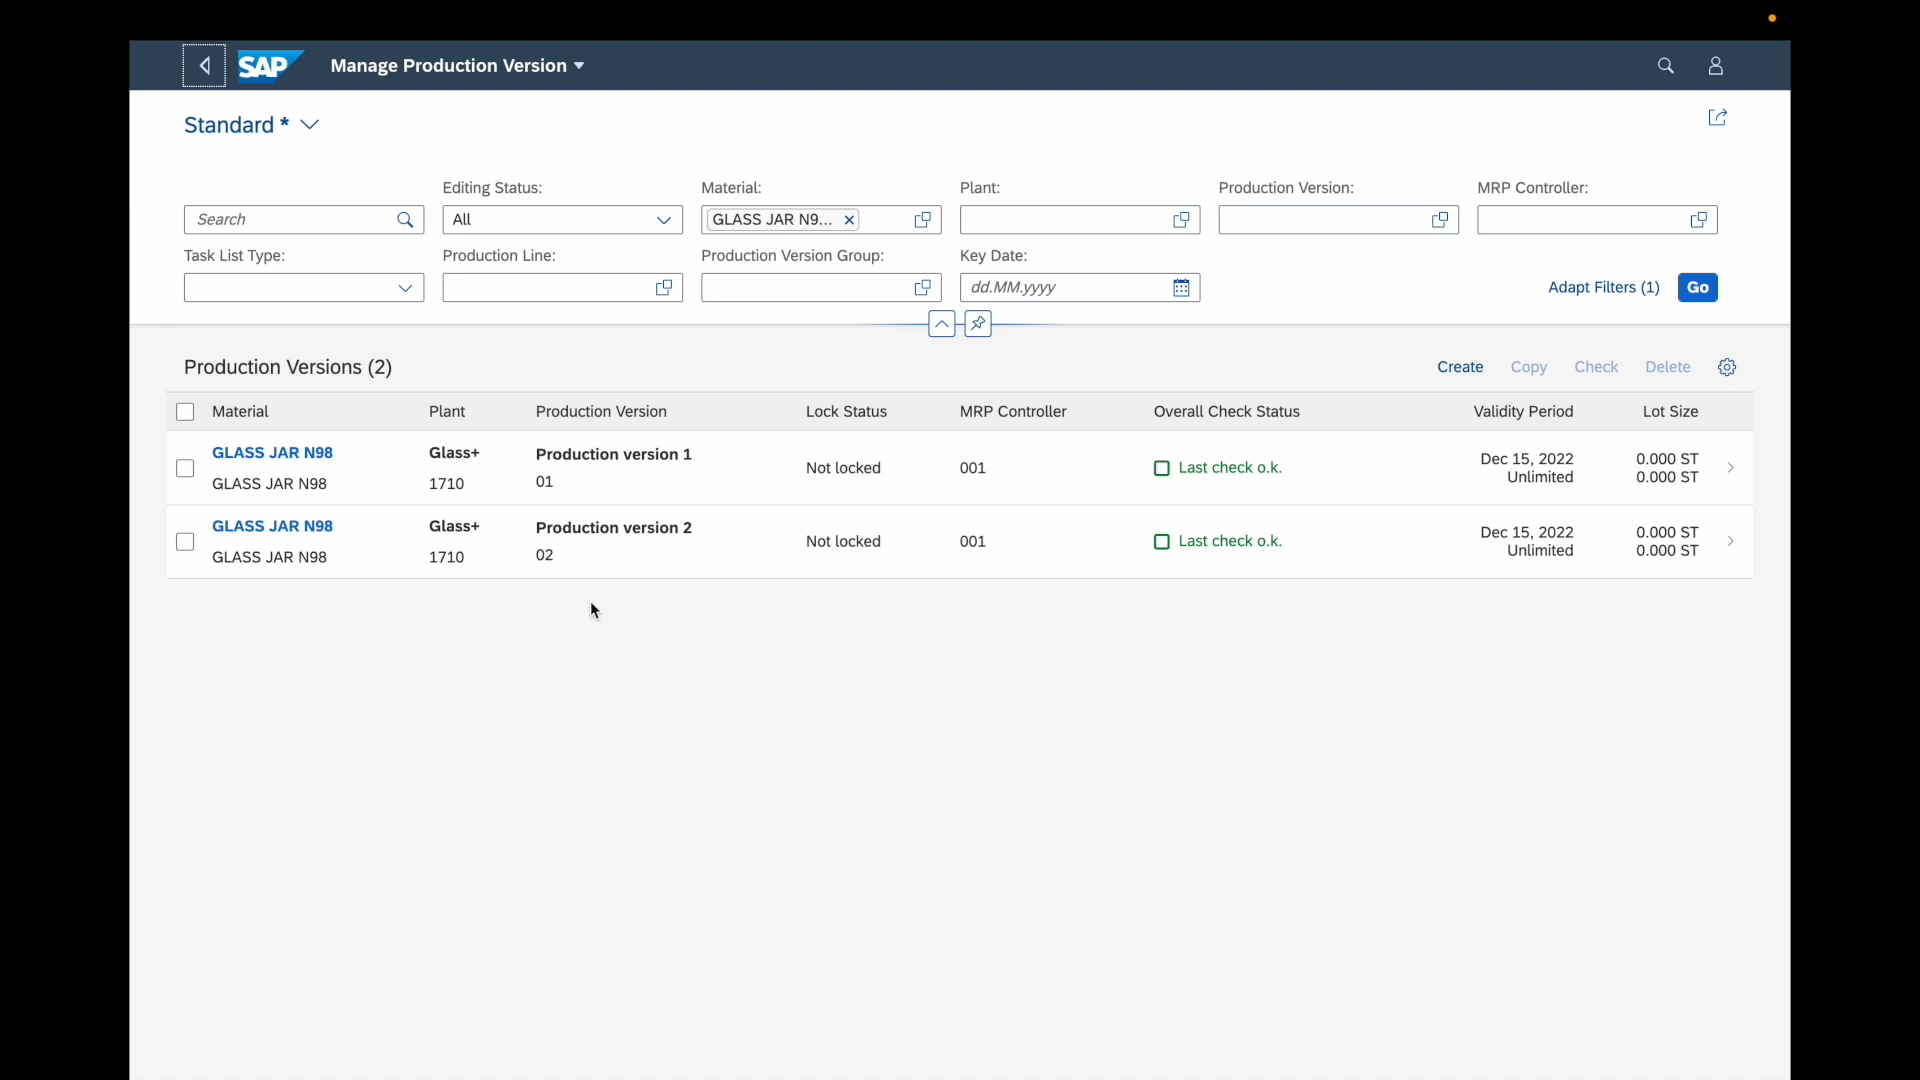 SAP Manage Production Version
Standard *
Editing Status: Material: Plant: Production Version: MRP Controller:
Search All GLASS JAR N9...
Task List Type: Production Line: Production Version Group: Key Date:
dd.MM.yyyy Adapt Filters (1) Go
Production Versions (2) Create Copy Check Delete
Material Plant Production Version Lock Status MRP Controller Overall Check Status Validity Period Lot Size
GLASS JAR N98 Glass+ Production version 1 Not locked 001 Last check o.k. Dec 15, 2022 0.000 ST
GLASS JAR N98 1710 01 Unlimited 0.000 ST
GLASS JAR N98 Glass+ Production version 2 Not locked 001 Last check o.k. Dec 15, 2022 0.000 ST
GLASS JAR N98 1710 02 Unlimited 0.000 ST